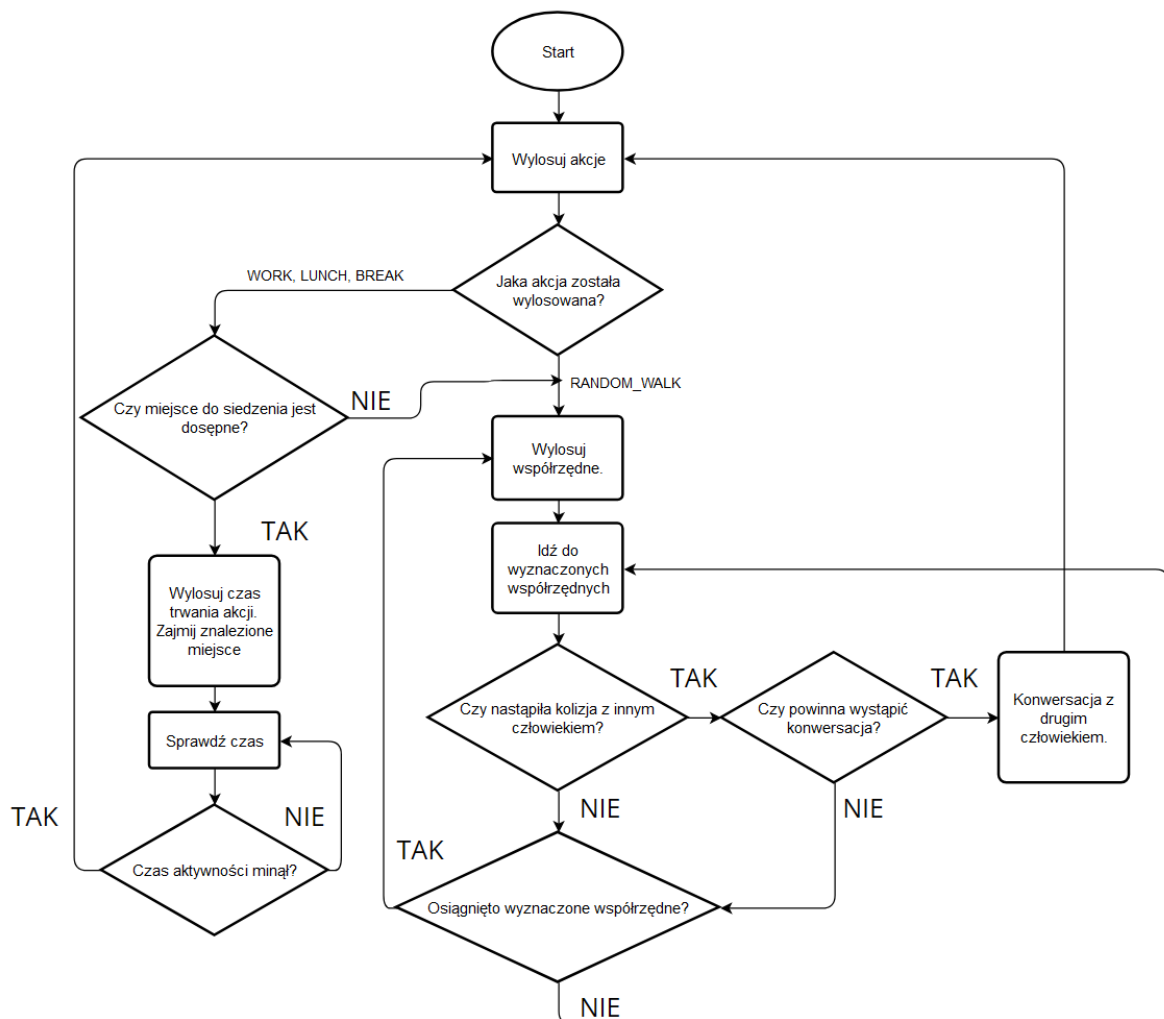 Start
Wylosuj akcje
Jaka akcja została
wylosowana?
WORK, LUNCH, BREAK
RANDOM_WALK
Czy miejsce do siedzenia jest
dosępne?
NIE
TAK
Wylosuj
współrzędne.
Idź do
wyznaczonych
współrzędnych
Wylosuj czas
trwania akcji.
Zajmij znalezione
miejsce
Sprawdź czas
Czas aktywności minął?
TAK
NIE
Czy nastąpiła kolizja z innym
człowiekiem?
TAK
NIE
Czy powinna wystąpić
konwersacja?
TAK
NIE
Konwersacja z
drugim
człowiekiem.
Osiągnięto wyznaczone współrzędne?
TAK
NIE